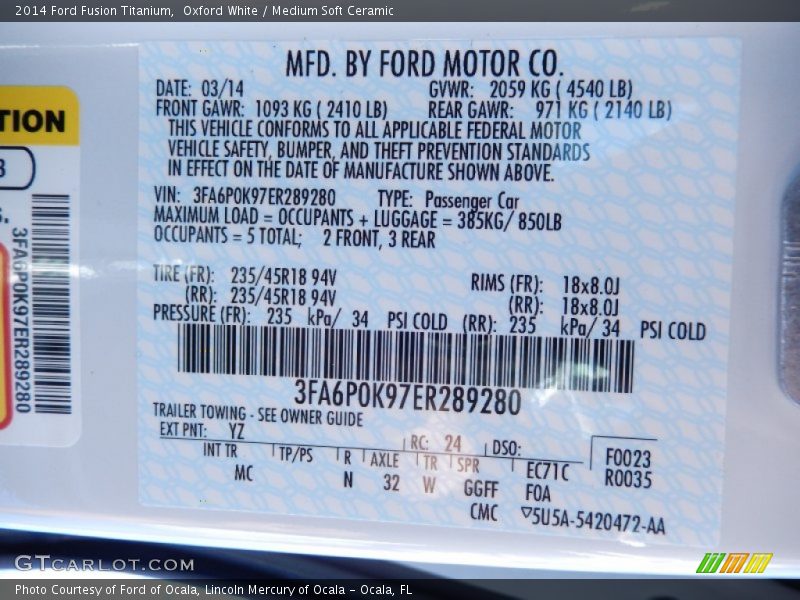 2014 Ford Fusion Titanium,  Oxford White / Medium Soft Ceramic
MFD. BY FORD MOTOR CO.
DATE: 03/14 GVWR: 2059 KG ( 4540 LB)
FRONT GAWR: 1093 KG ( 2410 LB) REAR GAWR: 971 KG ( 2140 LB)
THIS VEHICLE CONFORMS TO ALL APPLICABLE FEDERAL MOTOR
VEHICLE SAFETY, BUMPER, AND THEFT PREVENTION STANDARDS
IN EFFECT ON THE DATE OF MANUFACTURE SHOWN ABOVE.
VIN: 3FA6P0K97ER289280 TYPE: Passenger Car
MAXIMUM LOAD = OCCUPANTS + LUGGAGE = 385KG/ 850LB
OCCUPANTS = 5 TOTAL; 2 FRONT, 3 REAR
TIRE (FR): 235/45R18 94V RIMS (FR): 18x8.0J
(RR): 235/45R18 94V (RR): 18x8.0J
PRESSURE (FR): 235 kPa/ 34 PSI COLD (RR): 235 kPa/ 34 PSI COLD
3FA6P0K97ER289280
TRAILER TOWING - SEE OWNER GUIDE
EXT PNT: YZ RC: 24 DSO: F0023
INT TR TP/PS R AXLE TR SPR EC71C R0035
MC N 32 W GGFF F0A
CMC ▽5U5A-5420472-AA
TION
3
3FA6P0K97ER289280
GTCARLOT.COM
Photo Courtesy of Ford of Ocala, Lincoln Mercury of Ocala - Ocala, FL